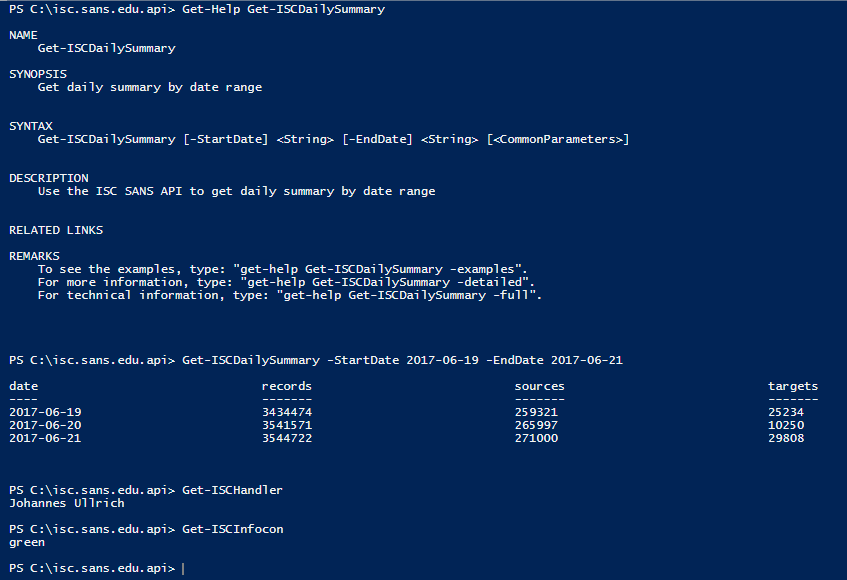 PS C:\isc.sans.edu.api> Get-Help Get-ISCDailySummary
NAME
Get-ISCDailySummary
SYNOPSIS
Get daily summary by date range
SYNTAX
Get-ISCDailySummary [-StartDate] <String> [-EndDate] <String> [<CommonParameters>]
DESCRIPTION
Use the ISC SANS API to get daily summary by date range
RELATED LINKS
REMARKS
To see the examples, type: "get-help Get-ISCDailySummary -examples".
For more information, type: "get-help Get-ISCDailySummary -detailed".
For technical information, type: "get-help Get-ISCDailySummary -full".
PS C:\isc.sans.edu.api> Get-ISCDailySummary -StartDate 2017-06-19 -EndDate 2017-06-21
date records sources targets
---- ------- ------- -------
2017-06-19 3434474 259321 25234
2017-06-20 3541571 265997 10250
2017-06-21 3544722 271000 29808
PS C:\isc.sans.edu.api> Get-ISCHandler
Johannes Ullrich
PS C:\isc.sans.edu.api> Get-ISCInfocon
green
PS C:\isc.sans.edu.api>